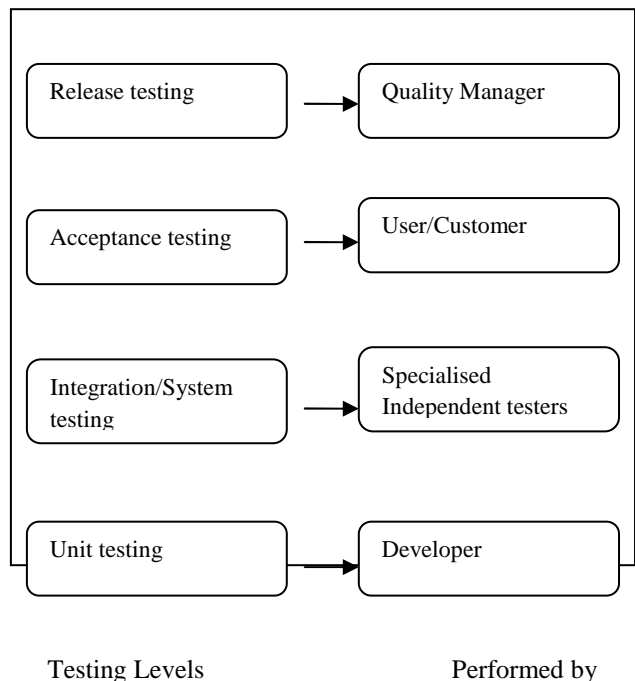 Release testing
Quality Manager
Acceptance testing
User/Customer
Integration/System
testing
Specialised
Independent testers
Unit testing
Developer
Testing Levels
Performed by